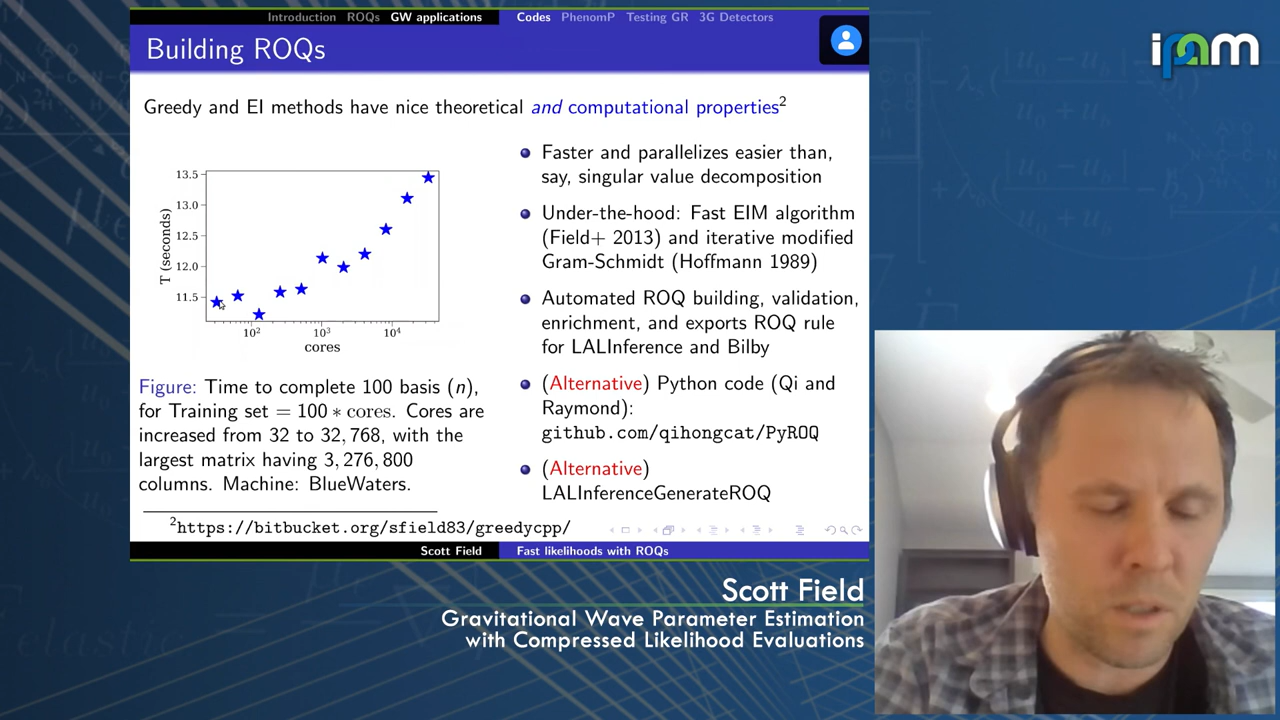 Introduction ROQs GW applications Codes PhenomP Testing GR 3G Detectors
ipam
Building ROQs
Greedy and EI methods have nice theoretical and computational properties²
13.5
13.0
12.5
12.0
11.5
T (seconds)
10² 10³ 10⁴
cores
Figure: Time to complete 100 basis (n),
for Training set = 100 * cores. Cores are
increased from 32 to 32,768, with the
largest matrix having 3,276,800
columns. Machine: BlueWaters.
Faster and parallelizes easier than,
say, singular value decomposition
Under-the-hood: Fast EIM algorithm
(Field+ 2013) and iterative modified
Gram-Schmidt (Hoffmann 1989)
Automated ROQ building, validation,
enrichment, and exports ROQ rule
for LALInference and Bilby
(Alternative) Python code (Qi and
Raymond):
github.com/qihongcat/PyROQ
(Alternative)
LALInferenceGenerateROQ
²https://bitbucket.org/sfield83/greedycpp/
Scott Field Fast likelihoods with ROQs
Scott Field
Gravitational Wave Parameter Estimation
with Compressed Likelihood Evaluations